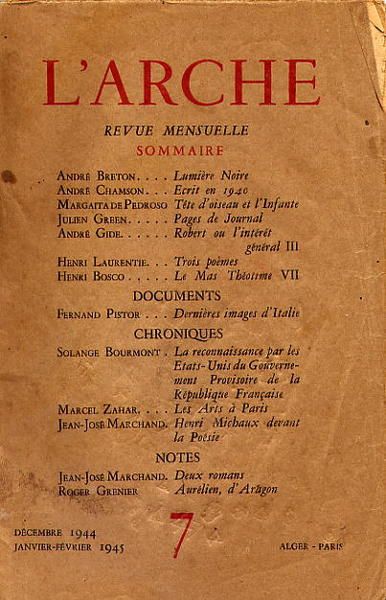 L'ARCHE
REVUE MENSUELLE
SOMMAIRE
ANDRÉ BRETON. . . . Lumière Noire
ANDRÉ CHAMSON. . . Ecrit en 1940
MARGAITA DE PEDROSO Tête d'oiseau et l'Infante
JULIEN GREEN. . . . . Pages de Journal
ANDRÉ GIDE. . . . . . Robert ou l'intérêt
général III
HENRI LAURENTIE. . . Trois poèmes
HENRI BOSCO. . . . . Le Mas Théotime VII
DOCUMENTS
FERNAND PISTOR . . . Dernières images d'Italie
CHRONIQUES
SOLANGE BOURMONT . La reconnaissance par les
Etats-Unis du Gouverne-
ment Provisoire de la
République Française
MARCEL ZAHAR. . . . Les Arts à Paris
JEAN-JOSÉ MARCHAND. Henri Michaux devant
la Poésie
NOTES
JEAN-JOSÉ MARCHAND. Deux romans
ROGER GRENIER . . . Aurélien, d'Aragon
DÉCEMBRE 1944
JANVIER-FÉVRIER 1945
7
ALGER - PARIS